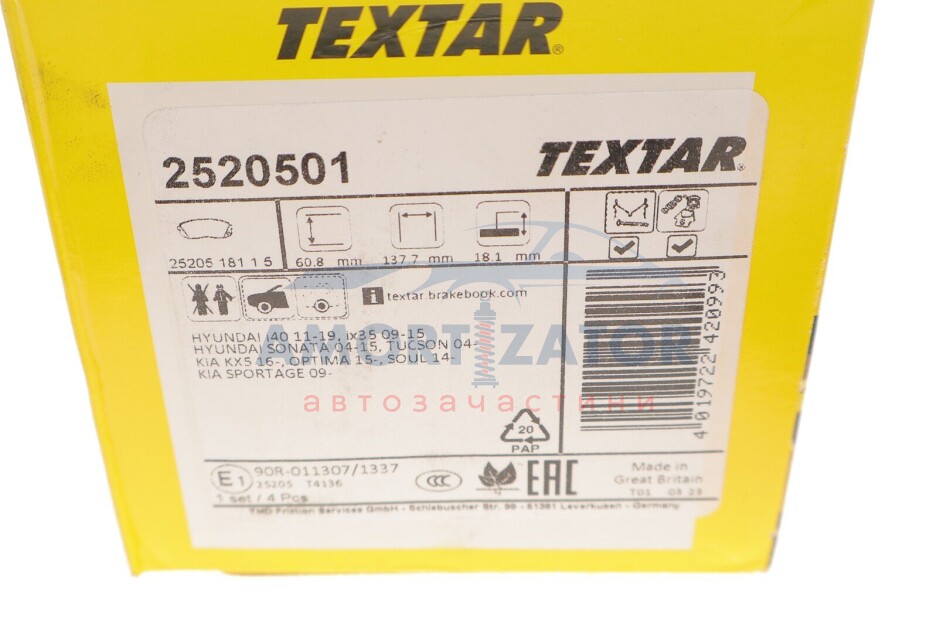 TEXTAR®
2520501
TEXTAR®
25205 181 1 5
60.8 mm
137.7 mm
18.1 mm
i textar.brakebook.com
HYUNDAI i40 11-19, ix35 09-15
HYUNDAI SONATA 04-15, TUCSON 04-
KIA KX5 16-, OPTIMA 15-, SOUL 14-
KIA SPORTAGE 09-
AMORTIZATOR
автозачастини
4 019722 420993
20
PAP
E1
90R-011307/1337
25205 T4136
CCC
EAC
Made in
Great Britain
T01 03 23
1 set / 4 Pcs
TMD Friction Services GmbH - Schlebuscher Str. 99 - 51381 Leverkusen - Germany